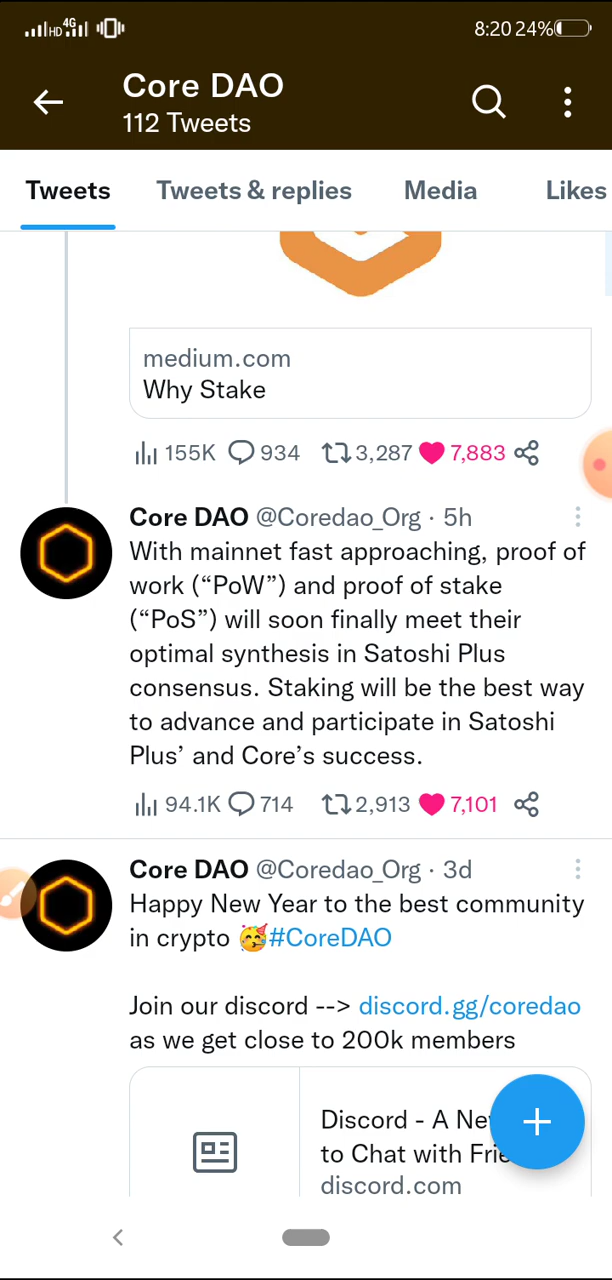 HD 4G 8:20 24%
Core DAO
112 Tweets
Tweets Tweets & replies Media Likes
medium.com
Why Stake
155K 934 3,287 7,883
Core DAO @Coredao_Org · 5h
With mainnet fast approaching, proof of
work (“PoW”) and proof of stake
(“PoS”) will soon finally meet their
optimal synthesis in Satoshi Plus
consensus. Staking will be the best way
to advance and participate in Satoshi
Plus’ and Core’s success.
94.1K 714 2,913 7,101
Core DAO @Coredao_Org · 3d
Happy New Year to the best community
in crypto 🥳#CoreDAO
Join our discord --> discord.gg/coredao
as we get close to 200k members
Discord - A Ne
to Chat with Frie
discord.com